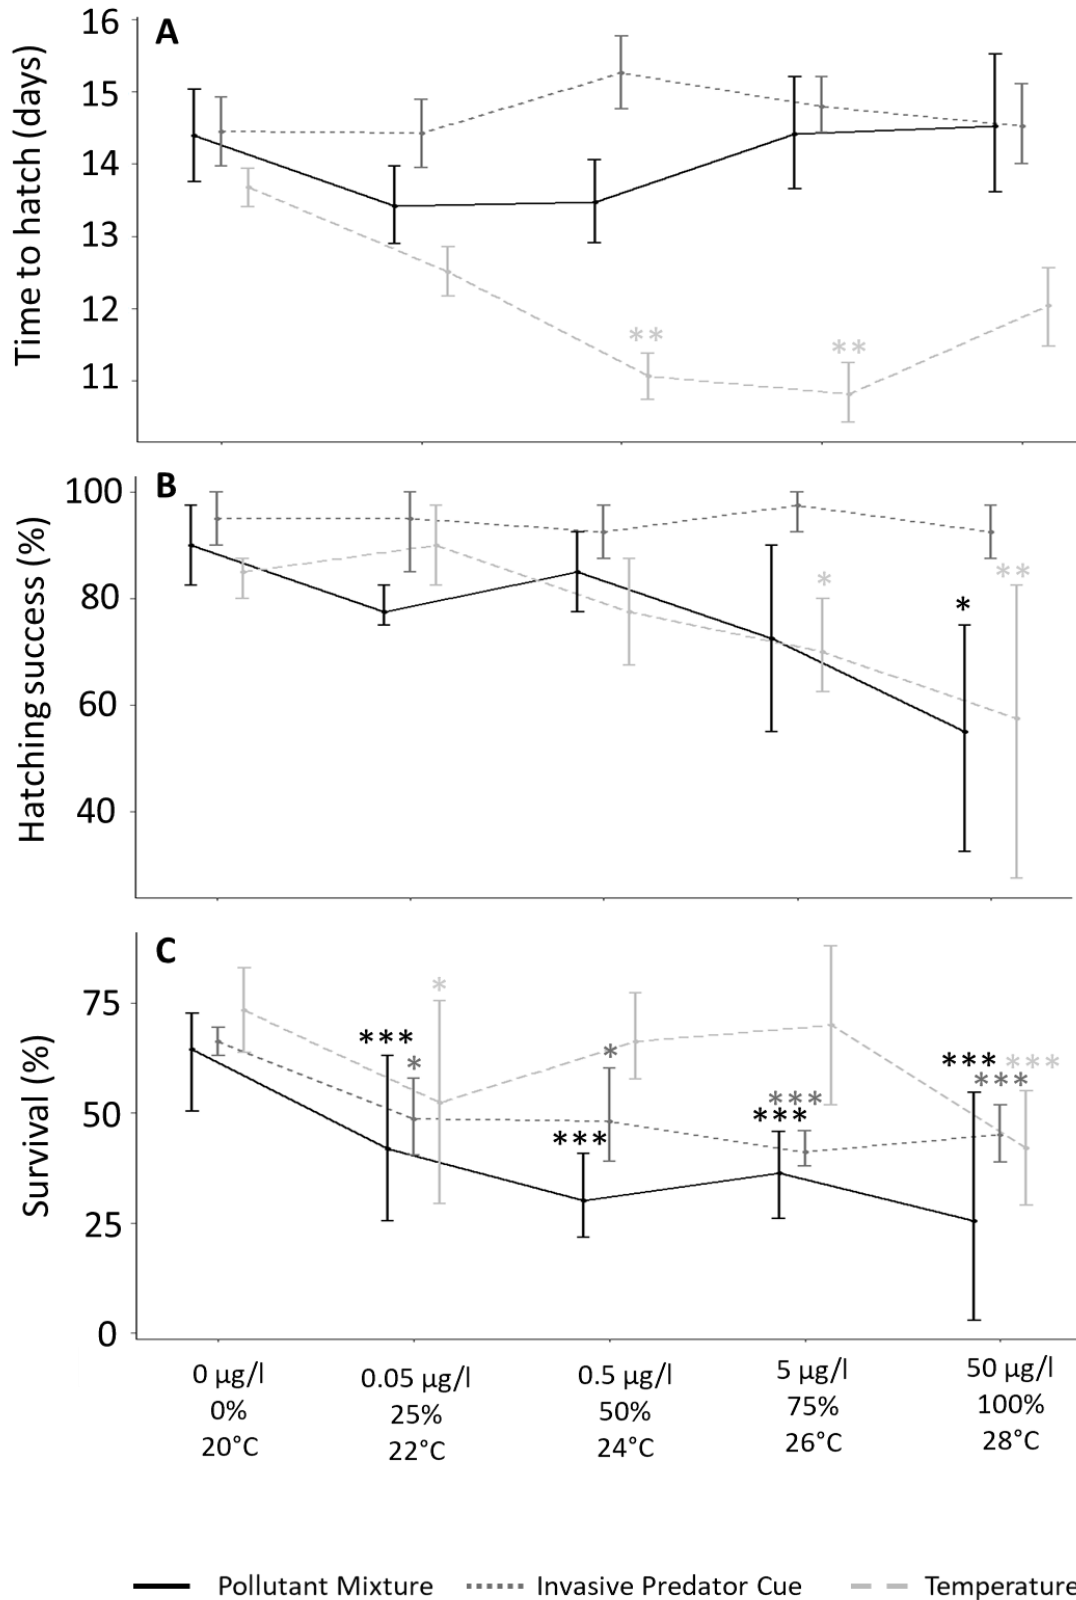 A
Time to hatch (days)
16
15
14
13
12
11
**
**
B
Hatching success (%)
100
80
60
40
*
*
**
C
Survival (%)
75
50
25
0
***
*
*
***
*
***
***
***
***
***
0 µg/l
0%
20°C
0.05 µg/l
25%
22°C
0.5 µg/l
50%
24°C
5 µg/l
75%
26°C
50 µg/l
100%
28°C
Pollutant Mixture
Invasive Predator Cue
Temperature